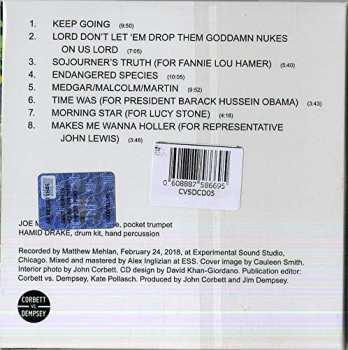 1. KEEP GOING (9:50)
2. LORD DON'T LET 'EM DROP THEM GODDAMN NUKES
ON US LORD (7:05)
3. SOJOURNER'S TRUTH (FOR FANNIE LOU HAMER) (5:40)
4. ENDANGERED SPECIES (10:05)
5. MEDGAR/MALCOLM/MARTIN (9:52)
6. TIME WAS (FOR PRESIDENT BARACK HUSSEIN OBAMA) (3:43)
7. MORNING STAR (FOR LUCY STONE) (4:18)
8. MAKES ME WANNA HOLLER (FOR REPRESENTATIVE
JOHN LEWIS) (3:46)
0 608887 586695
CVSDCD05
JOE M pocket trumpet
HAMID DRAKE, drum kit, hand percussion
Recorded by Matthew Mehlan, February 24, 2018, at Experimental Sound Studio,
Chicago. Mixed and mastered by Alex Inglizian at ESS. Cover image by Cauleen Smith.
Interior photo by John Corbett. CD design by David Khan-Giordano. Publication editor:
Corbett vs. Dempsey, Kate Pollasch. Produced by John Corbett and Jim Dempsey.
CORBETT
VS.
DEMPSEY